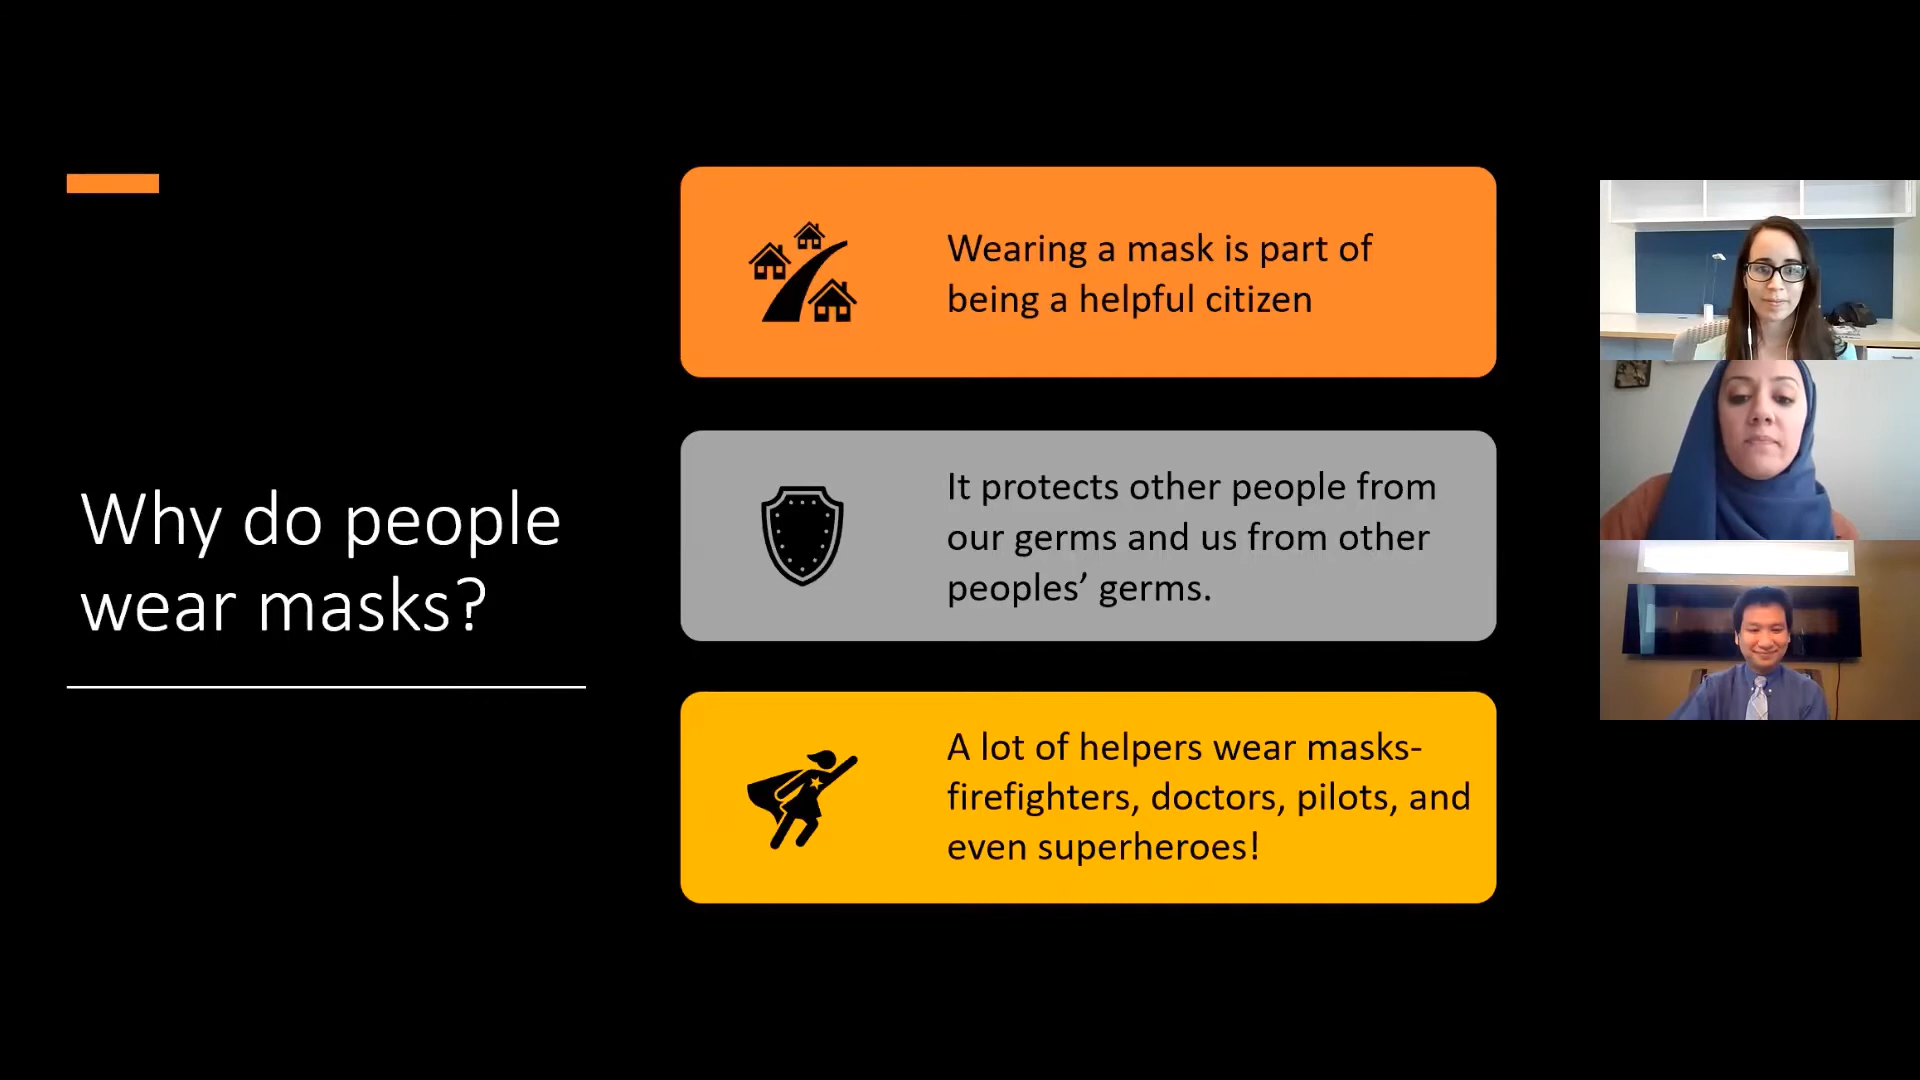 Why do people
wear masks?
Wearing a mask is part of
being a helpful citizen
It protects other people from
our germs and us from other
peoples’ germs.
A lot of helpers wear masks-
firefighters, doctors, pilots, and
even superheroes!